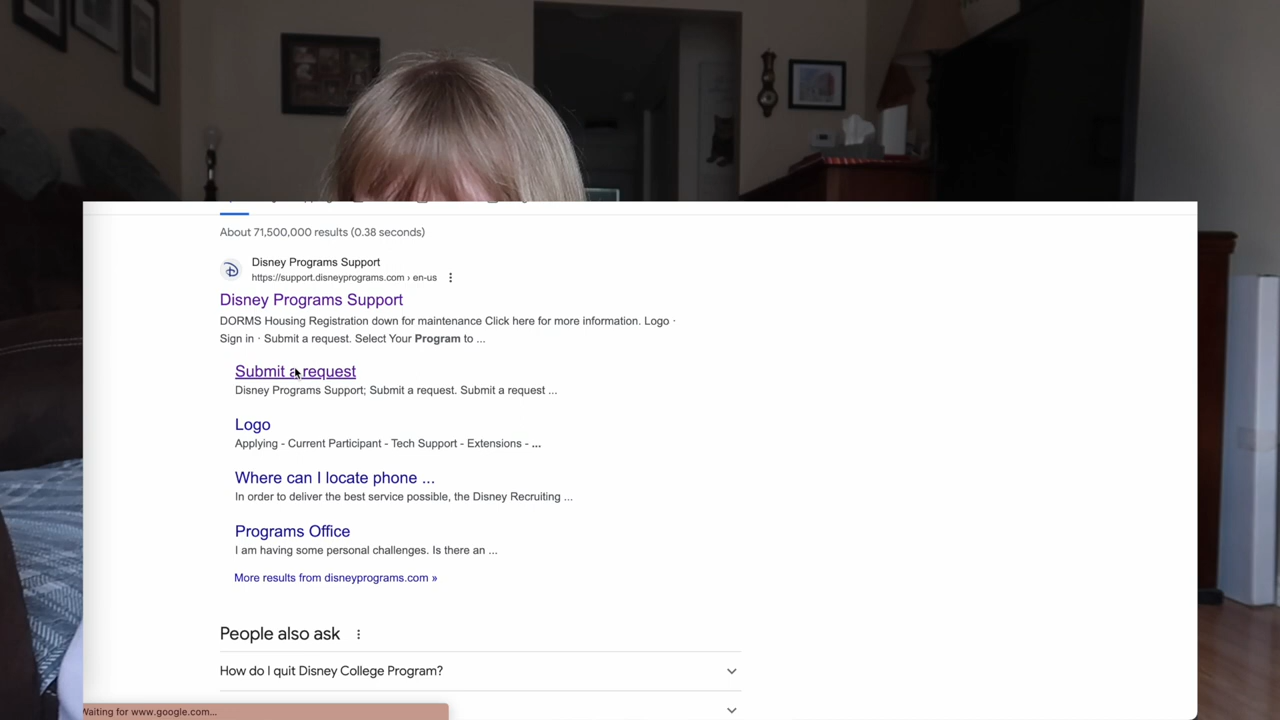 About 71,500,000 results (0.38 seconds)
Disney Programs Support
https://support.disneyprograms.com › en-us
Disney Programs Support
DORMS Housing Registration down for maintenance Click here for more information. Logo ·
Sign in · Submit a request. Select Your Program to ...
Submit a request
Disney Programs Support; Submit a request. Submit a request ...
Logo
Applying - Current Participant - Tech Support - Extensions - ...
Where can I locate phone ...
In order to deliver the best service possible, the Disney Recruiting ...
Programs Office
I am having some personal challenges. Is there an ...
More results from disneyprograms.com »
People also ask
How do I quit Disney College Program?
Waiting for www.google.com...